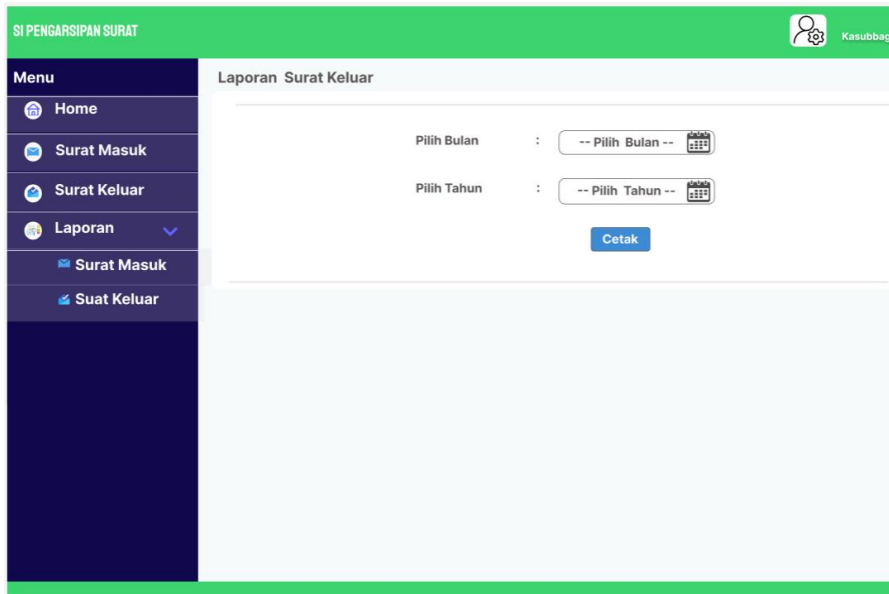 SI PENGARSIPAN SURAT
Kasubbag
Menu
Laporan Surat Keluar
Home
Surat Masuk
Surat Keluar
Laporan
Surat Masuk
Suat Keluar
Pilih Bulan : -- Pilih Bulan --
Pilih Tahun : -- Pilih Tahun --
Cetak